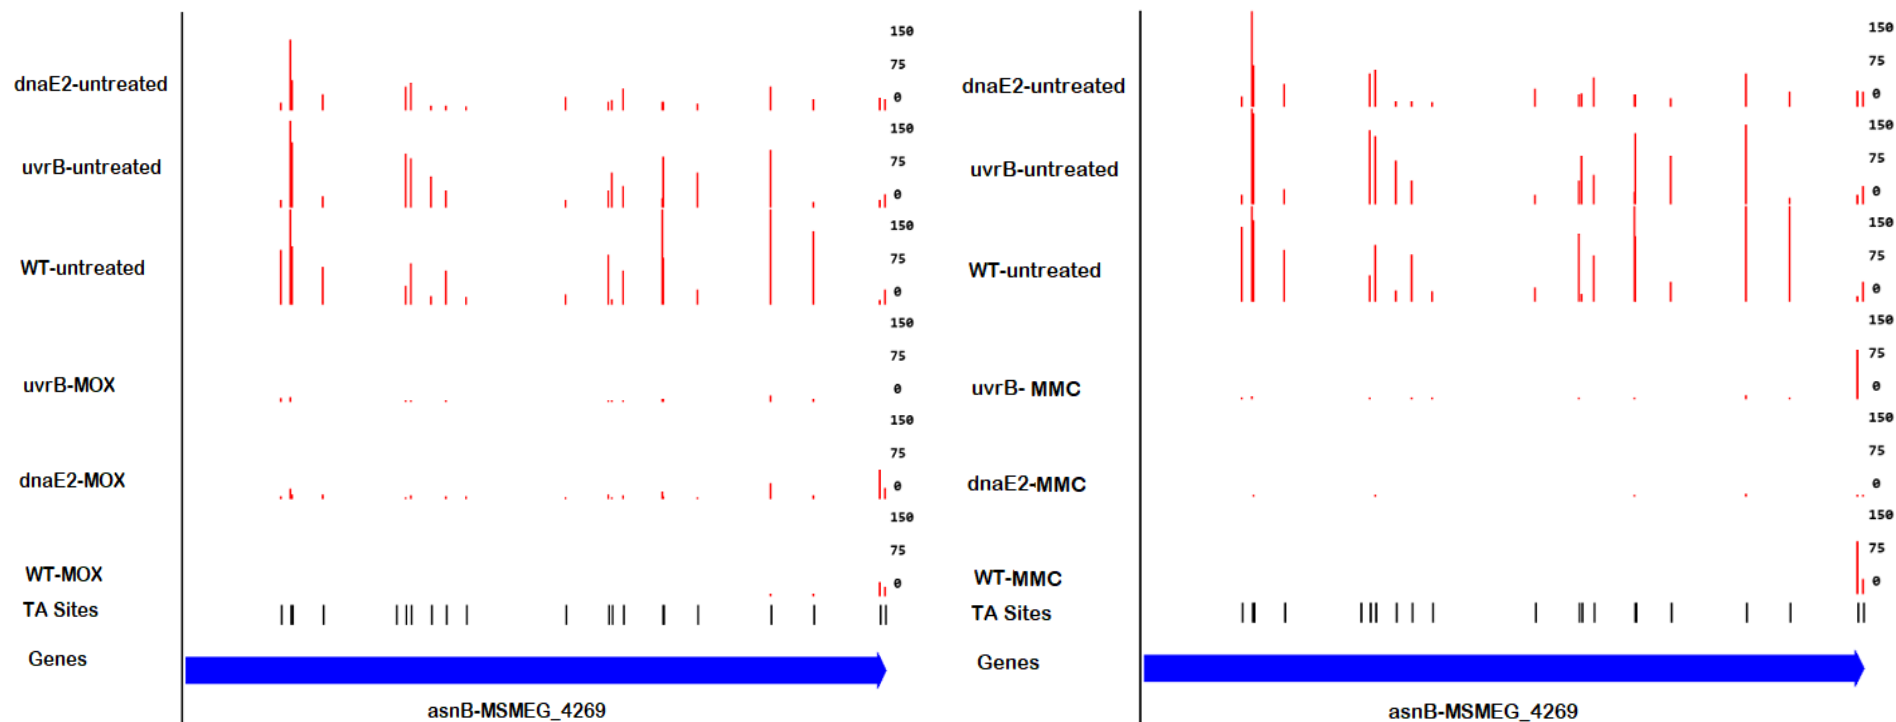 150
75
dnaE2-untreated
0
150
75
uvrB-untreated
0
150
75
WT-untreated
0
150
75
uvrB-MOX
0
150
75
dnaE2-MOX
0
150
75
WT-MOX
0
TA Sites
Genes
asnB-MSMEG_4269
150
75
dnaE2-untreated
0
150
75
uvrB-untreated
0
150
75
WT-untreated
0
150
75
uvrB- MMC
0
150
75
dnaE2-MMC
0
150
75
WT-MMC
0
TA Sites
Genes
asnB-MSMEG_4269